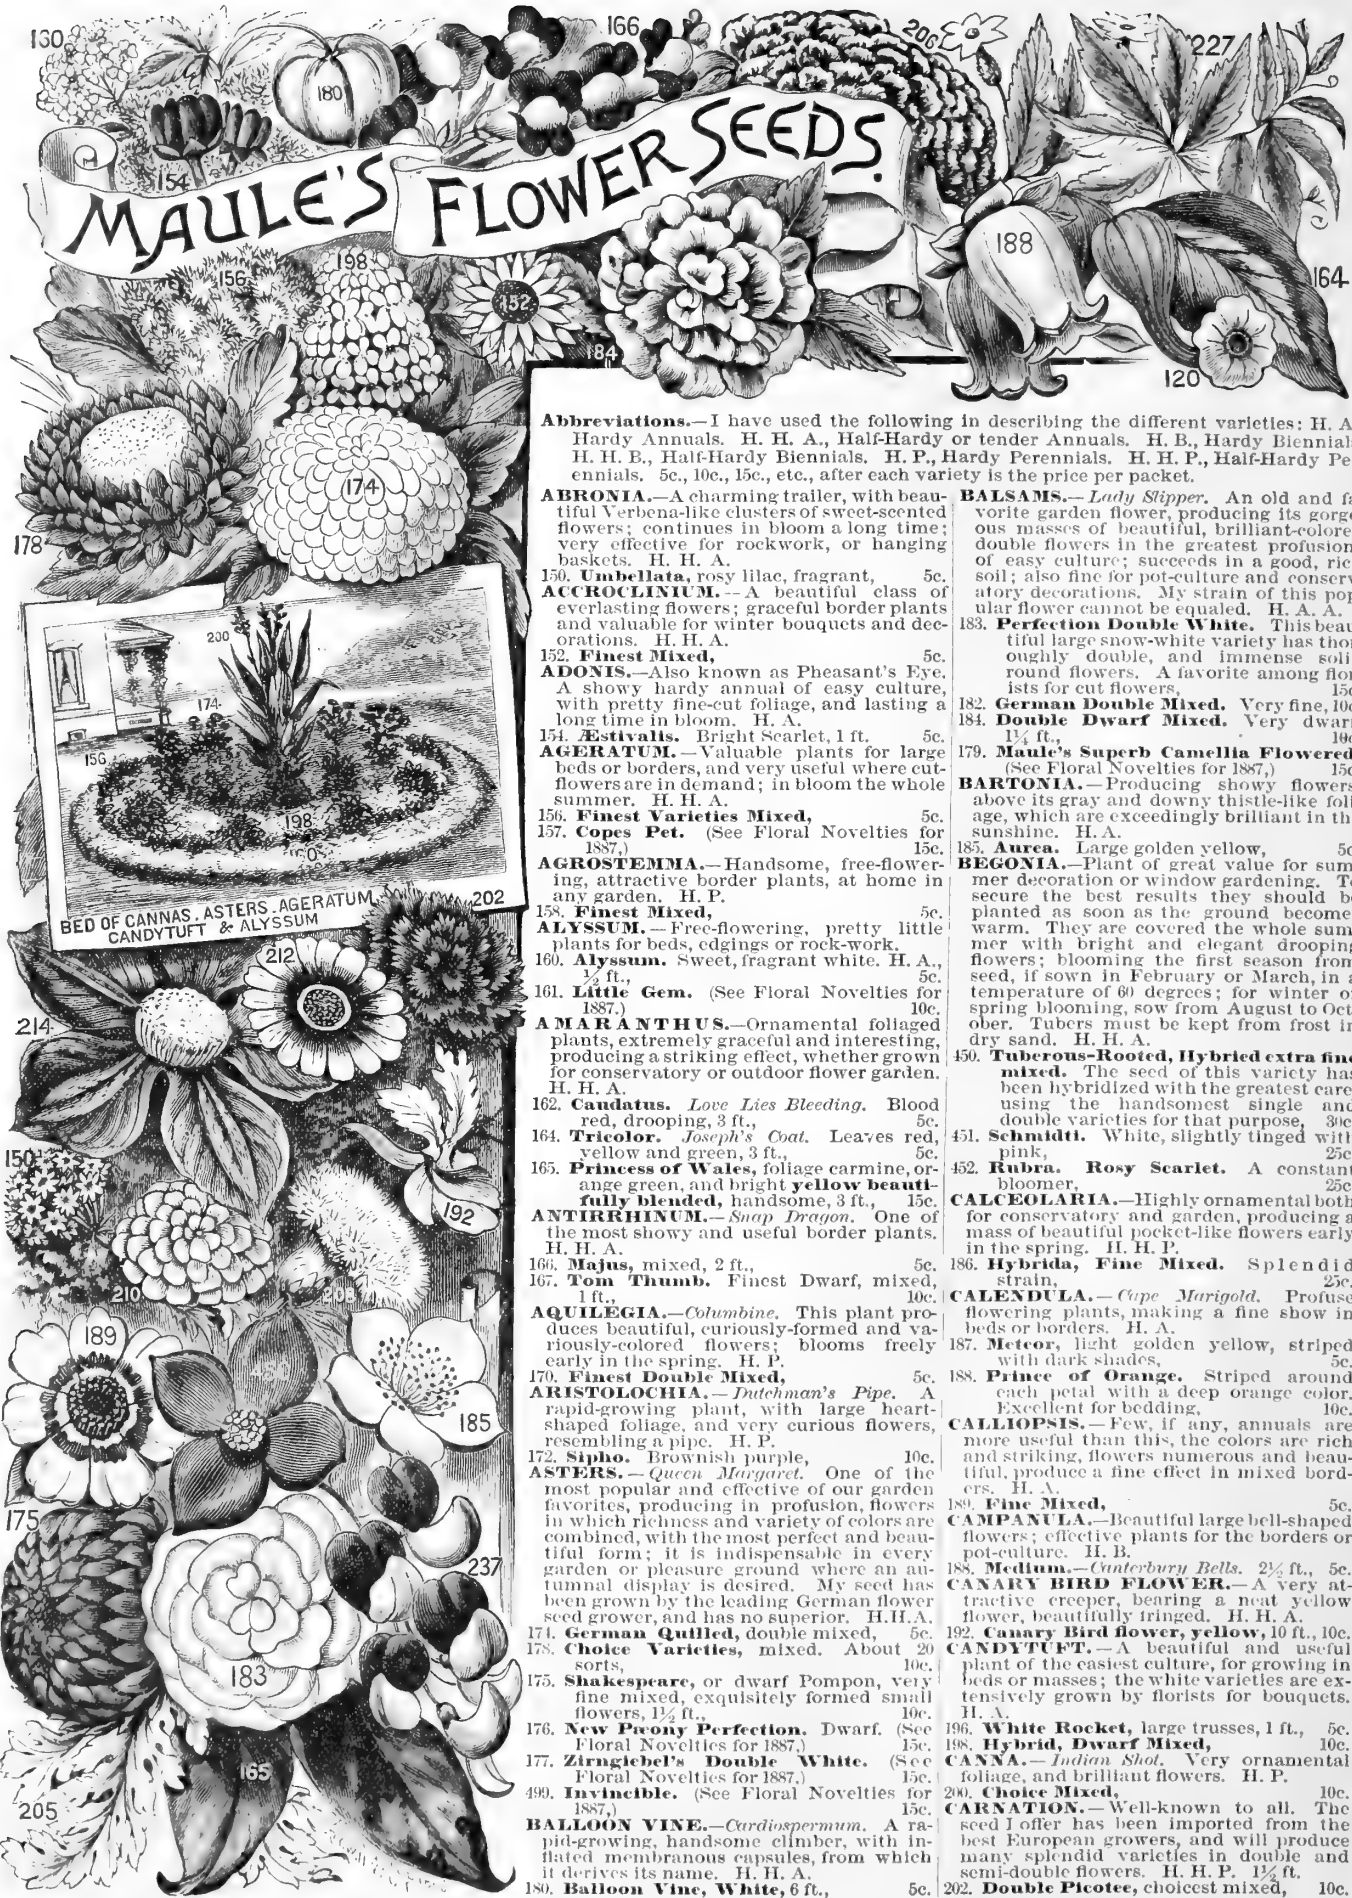 130
166
206
227
180
154
MAULE'S FLOWER SEEDS.
188
164
156
198
152
184
120
174
178
Abbreviations.—I have used the following in describing the different varieties: H. A
Hardy Annuals. H. H. A., Half-Hardy or tender Annuals. H. B., Hardy Biennial
H. H. B., Half-Hardy Biennials. H. P., Hardy Perennials. H. H. P., Half-Hardy Pe
ennials. 5c., 10c., 15c., etc., after each variety is the price per packet.
200
174
156
198
160
BED OF CANNAS. ASTERS. AGERATUM
CANDYTUFT & ALYSSUM
202
212
214
150
192
210
208
189
185
175
237
183
165
205
ABRONIA.—A charming trailer, with beau-
tiful Verbena-like clusters of sweet-scented
flowers; continues in bloom a long time;
very effective for rockwork, or hanging
baskets. H. H. A.
150. Umbellata, rosy lilac, fragrant, 5c.
ACCROCLINIUM.--A beautiful class of
everlasting flowers; graceful border plants
and valuable for winter bouquets and dec-
orations. H. H. A.
152. Finest Mixed, 5c.
ADONIS.—Also known as Pheasant's Eye.
A showy hardy annual of easy culture,
with pretty fine-cut foliage, and lasting a
long time in bloom. H. A.
154. Æstivalis. Bright Scarlet, 1 ft. 5c.
AGERATUM.—Valuable plants for large
beds or borders, and very useful where cut-
flowers are in demand; in bloom the whole
summer. H. H. A.
156. Finest Varieties Mixed, 5c.
157. Copes Pet. (See Floral Novelties for
1887,) 15c.
AGROSTEMMA.—Handsome, free-flower-
ing, attractive border plants, at home in
any garden. H. P.
158. Finest Mixed, 5c.
ALYSSUM.—Free-flowering, pretty little
plants for beds, edgings or rock-work.
160. Alyssum. Sweet, fragrant white. H. A.,
½ ft., 5c.
161. Little Gem. (See Floral Novelties for
1887.) 10c.
AMARANTHUS.—Ornamental foliaged
plants, extremely graceful and interesting,
producing a striking effect, whether grown
for conservatory or outdoor flower garden.
H. H. A.
162. Caudatus. Love Lies Bleeding. Blood
red, drooping, 3 ft., 5c.
164. Tricolor. Joseph's Coat. Leaves red,
yellow and green, 3 ft., 5c.
165. Princess of Wales, foliage carmine, or-
ange green, and bright yellow beauti-
fully blended, handsome, 3 ft., 15c.
ANTIRRHINUM.—Snap Dragon. One of
the most showy and useful border plants.
H. H. A.
166. Majus, mixed, 2 ft., 5c.
167. Tom Thumb. Finest Dwarf, mixed,
1 ft., 10c.
AQUILEGIA.—Columbine. This plant pro-
duces beautiful, curiously-formed and va-
riously-colored flowers; blooms freely
early in the spring. H. P.
170. Finest Double Mixed, 5c.
ARISTOLOCHIA.—Dutchman's Pipe. A
rapid-growing plant, with large heart-
shaped foliage, and very curious flowers,
resembling a pipe. H. P.
172. Sipho. Brownish purple, 10c.
ASTERS.—Queen Margaret. One of the
most popular and effective of our garden
favorites, producing in profusion, flowers
in which richness and variety of colors are
combined, with the most perfect and beau-
tiful form; it is indispensable in every
garden or pleasure ground where an au-
tumnal display is desired. My seed has
been grown by the leading German flower
seed grower, and has no superior. H.H.A.
174. German Quilled, double mixed, 5c.
178. Choice Varieties, mixed. About 20
sorts, 10c.
175. Shakespeare, or dwarf Pompon, very
fine mixed, exquisitely formed small
flowers, 1½ ft., 10c.
176. New Pæony Perfection. Dwarf. (See
Floral Novelties for 1887,) 15c.
177. Zirngiebel's Double White. (See
Floral Novelties for 1887,) 15c.
499. Invincible. (See Floral Novelties for
1887,) 15c.
BALLOON VINE.—Cardiospermum. A ra-
pid-growing, handsome climber, with in-
flated membranous capsules, from which
it derives its name. H. H. A.
180. Balloon Vine, White, 6 ft., 5c.
BALSAMS.—Lady Slipper. An old and fa
vorite garden flower, producing its gorge
ous masses of beautiful, brilliant-colore
double flowers in the greatest profusion
of easy culture; succeeds in a good, ric
soil; also fine for pot-culture and conserv
atory decorations. My strain of this pop
ular flower cannot be equaled. H. A. A.
183. Perfection Double White. This beau
tiful large snow-white variety has thor
oughly double, and immense soli
round flowers. A favorite among flor
ists for cut flowers, 15c
182. German Double Mixed. Very fine, 10c
184. Double Dwarf Mixed. Very dwarf
1½ ft., 10c
179. Maule's Superb Camellia Flowered
(See Floral Novelties for 1887,) 15c
BARTONIA.—Producing showy flowers
above its gray and downy thistle-like foli
age, which are exceedingly brilliant in th
sunshine. H. A.
185. Aurea. Large golden yellow, 5c
BEGONIA.—Plant of great value for sum
mer decoration or window gardening. To
secure the best results they should be
planted as soon as the ground become
warm. They are covered the whole sum
mer with bright and elegant drooping
flowers; blooming the first season from
seed, if sown in February or March, in a
temperature of 60 degrees; for winter or
spring blooming, sow from August to Oct
ober. Tubers must be kept from frost in
dry sand. H. H. A.
450. Tuberous-Rooted, Hybried extra fine
mixed. The seed of this variety has
been hybridized with the greatest care
using the handsomest single and
double varieties for that purpose, 30c
451. Schmidti. White, slightly tinged with
pink, 25c
452. Rubra. Rosy Scarlet. A constant
bloomer, 25c
CALCEOLARIA.—Highly ornamental both
for conservatory and garden, producing a
mass of beautiful pocket-like flowers early
in the spring. H. H. P.
186. Hybrida, Fine Mixed. Splendid
strain, 25c.
CALENDULA.—Cape Marigold. Profuse
flowering plants, making a fine show in
beds or borders. H. A.
187. Meteor, light golden yellow, striped
with dark shades, 5c.
188. Prince of Orange. Striped around
each petal with a deep orange color.
Excellent for bedding, 10c.
CALLIOPSIS.—Few, if any, annuals are
more useful than this, the colors are rich
and striking, flowers numerous and beau-
tiful, produce a fine effect in mixed bord-
ers. H. A.
189. Fine Mixed, 5c.
CAMPANULA.—Beautiful large bell-shaped
flowers; effective plants for the borders or
pot-culture. H. B.
188. Medium.—Canterbury Bells. 2½ ft., 5c.
CANARY BIRD FLOWER.—A very at-
tractive creeper, bearing a neat yellow
flower, beautifully fringed. H. H. A.
192. Canary Bird flower, yellow, 10 ft., 10c.
CANDYTUFT.—A beautiful and useful
plant of the easiest culture, for growing in
beds or masses; the white varieties are ex-
tensively grown by florists for bouquets.
H. A.
196. White Rocket, large trusses, 1 ft., 5c.
198. Hybrid, Dwarf Mixed, 10c.
CANNA.—Indian Shot. Very ornamental
foliage, and brilliant flowers. H. P.
200. Choice Mixed, 10c.
CARNATION.—Well-known to all. The
seed I offer has been imported from the
best European growers, and will produce
many splendid varieties in double and
semi-double flowers. H. H. P. 1½ ft.
202. Double Picotee, choicest mixed, 10c.